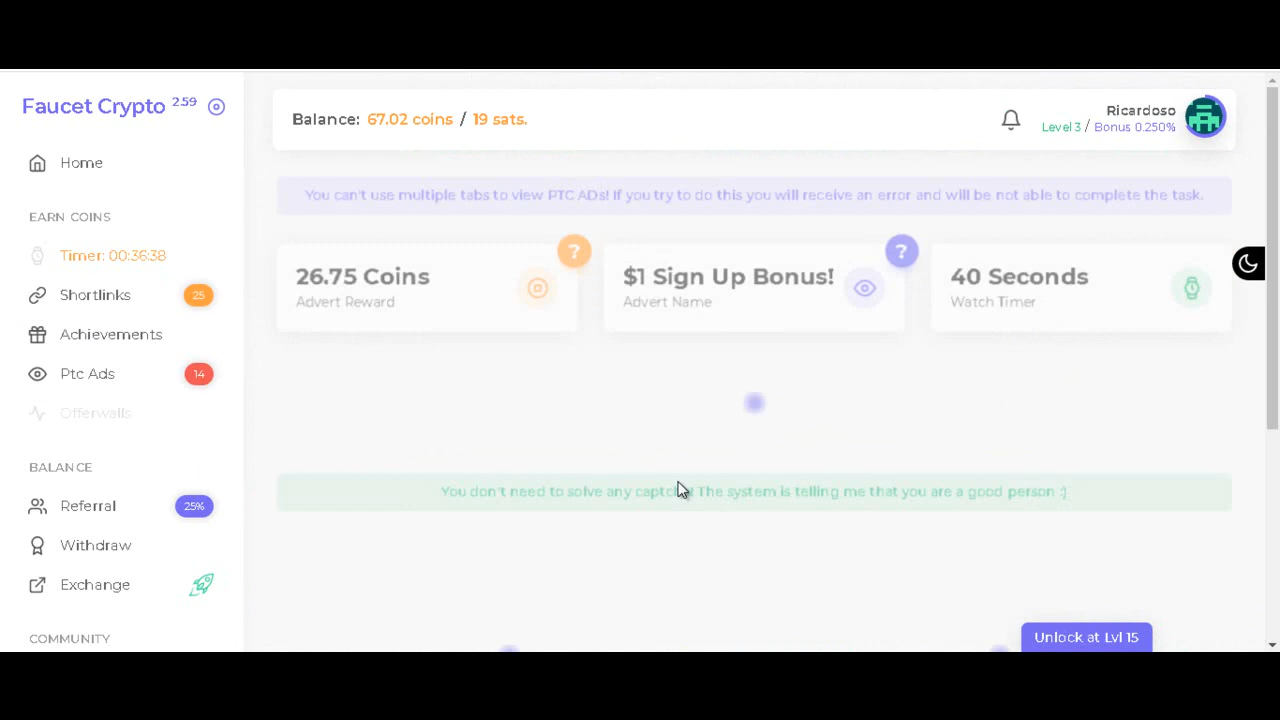 Faucet Crypto 2.59
Balance: 67.02 coins / 19 sats.
Ricardoso
Level 3 / Bonus 0.250%
Home
EARN COINS
Timer: 00:36:38
Shortlinks 25
Achievements
Ptc Ads 14
Offerwalls
BALANCE
Referral 25%
Withdraw
Exchange
COMMUNITY
You can't use multiple tabs to view PTC ADs! If you try to do this you will receive an error and will be not able to complete the task.
?
26.75 Coins
Advert Reward
?
$1 Sign Up Bonus!
Advert Name
40 Seconds
Watch Timer
You don't need to solve any The system is telling me that you are a good person :)
Unlock at Lvl 15